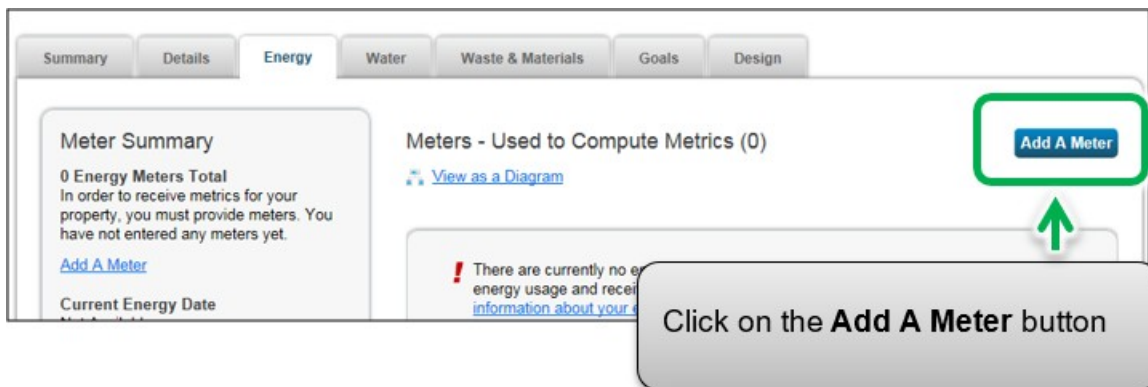 Summary
Details
Energy
Water
Waste & Materials
Goals
Design
Meter Summary
0 Energy Meters Total
In order to receive metrics for your
property, you must provide meters. You
have not entered any meters yet.
Add A Meter
Current Energy Date
Meters - Used to Compute Metrics (0)
View as a Diagram
Add A Meter
! There are currently no
energy usage and
information about your
Click on the Add A Meter button